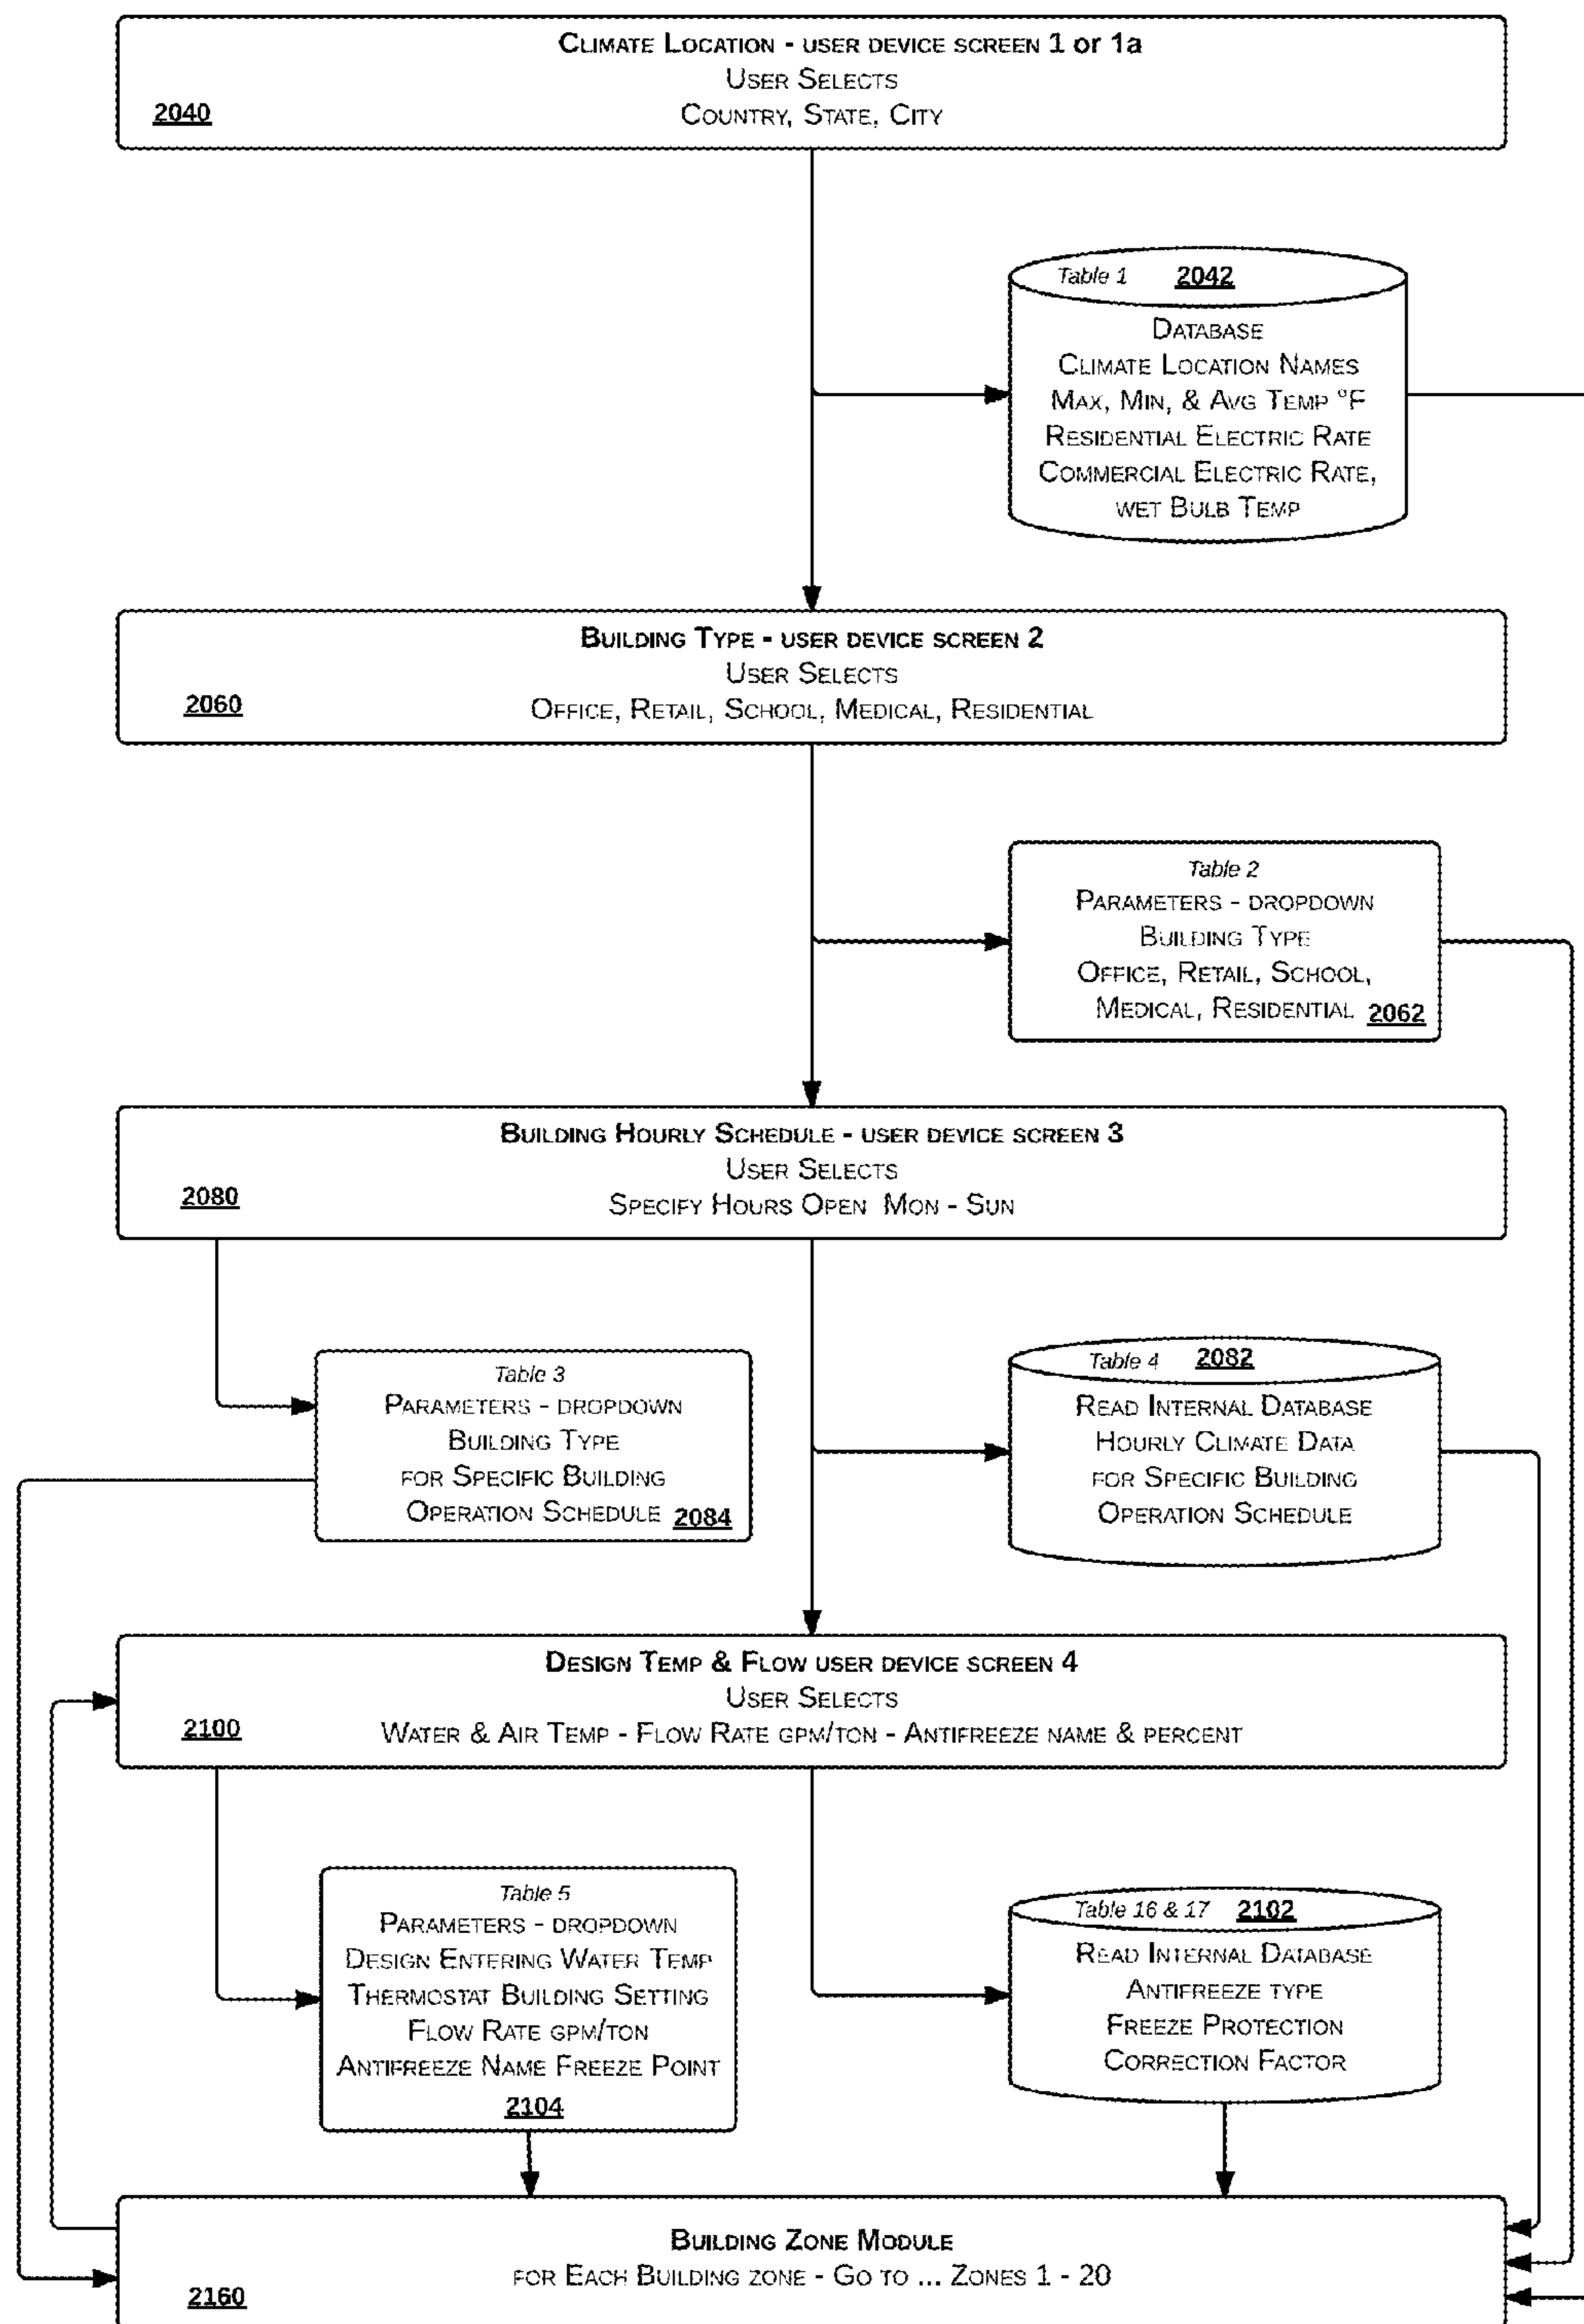 Climate Location - user device screen 1 or 1a
User Selects
2040
Country, State, City
Table 1 2042
Database
Climate Location Names
Max, Min, & Avg Temp °F
Residential Electric Rate
Commercial Electric Rate,
wet Bulb Temp
Building Type - user device screen 2
User Selects
2060
Office, Retail, School, Medical, Residential
Table 2
Parameters - dropdown
Building Type
Office, Retail, School,
Medical, Residential 2062
Building Hourly Schedule - user device screen 3
User Selects
2080
Specify Hours Open Mon - Sun
Table 3
Parameters - dropdown
Building Type
for Specific Building
Operation Schedule 2084
Table 4 2082
Read Internal Database
Hourly Climate Data
for Specific Building
Operation Schedule
Design Temp & Flow user device screen 4
User Selects
2100
Water & Air Temp - Flow Rate gpm/ton - Antifreeze name & percent
Table 5
Parameters - dropdown
Design Entering Water Temp
Thermostat Building Setting
Flow Rate gpm/ton
Antifreeze Name Freeze Point
2104
Table 16 & 17 2102
Read Internal Database
Antifreeze type
Freeze Protection
Correction Factor
Building Zone Module
for Each Building zone - Go to ... Zones 1 - 20
2160